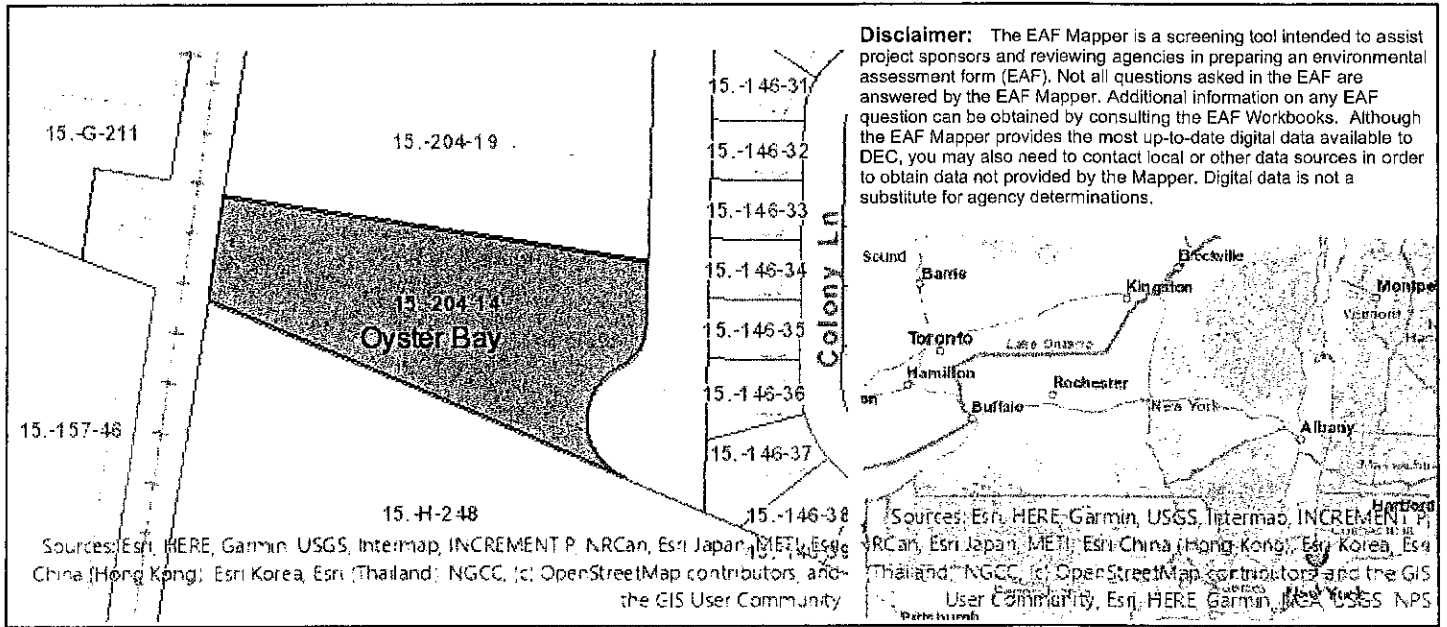 Disclaimer: The EAF Mapper is a screening tool intended to assist
project sponsors and reviewing agencies in preparing an environmental
assessment form (EAF). Not all questions asked in the EAF are
answered by the EAF Mapper. Additional information on any EAF
question can be obtained by consulting the EAF Workbooks. Although
the EAF Mapper provides the most up-to-date digital data available to
DEC, you may also need to contact local or other data sources in order
to obtain data not provided by the Mapper. Digital data is not a
substitute for agency determinations.
15.-G-211
15.-204-19
15.-146-31
15.-146-32
15.-146-33
15.-146-34
15.-146-35
15.-146-36
15.-146-37
15.-146-38
Colony Ln
15.-204-14
Oyster Bay
15.-157-46
15.-H-248
Sources: Esri, HERE, Garmin, USGS, Intermap, INCREMENT P, NRCan, Esri Japan, METI, Esri
China (Hong Kong), Esri Korea, Esri (Thailand), NGCC, (c) OpenStreetMap contributors, and
the GIS User Community
Sound
Barrie
Brockville
Kingston
Montpe
Vermont
Toronto
Lake Ontario
Hamilton
Rochester
on
Buffalo
New York
Albany
Hartford
Sources: Esri, HERE, Garmin, USGS, Intermap, INCREMENT P,
RCan, Esri Japan, METI, Esri China (Hong Kong), Esri Korea, Esri
(Thailand), NGCC, (c) OpenStreetMap contributors, and the GIS
User Community, Esri, HERE, Garmin, USGS, NPS
New York
Pittsburgh